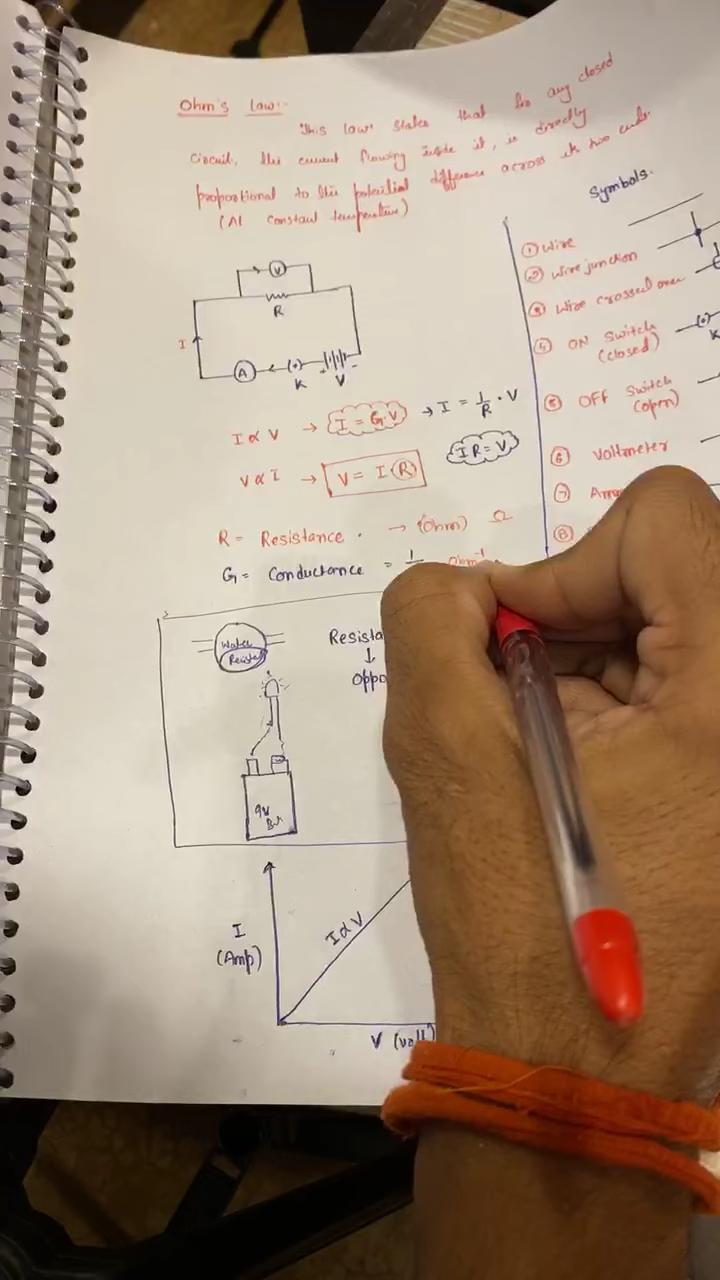 Ohm's Law:-
This law states that for any closed
circuit, the current flowing inside it, is directly
proportional to the potential difference across its two ends.
(At constant temperature)
V
R
I
A
K
V
I ∝ V → I = G V → I = 1/R · V
I R = V
V ∝ I → V = I (R)
R = Resistance. → (Ohm) Ω
G = Conductance = 1 Ohm⁻¹
Symbols.
① Wire
② Wire junction
③ Wire crossed over
④ ON Switch
(closed)
K
⑤ OFF Switch
(open)
⑥ Voltmeter
⑦ Am
⑧
Water
Resist
Resista
↓
Oppo
9V
I
(Amp)
I ∝ V
V (volt)